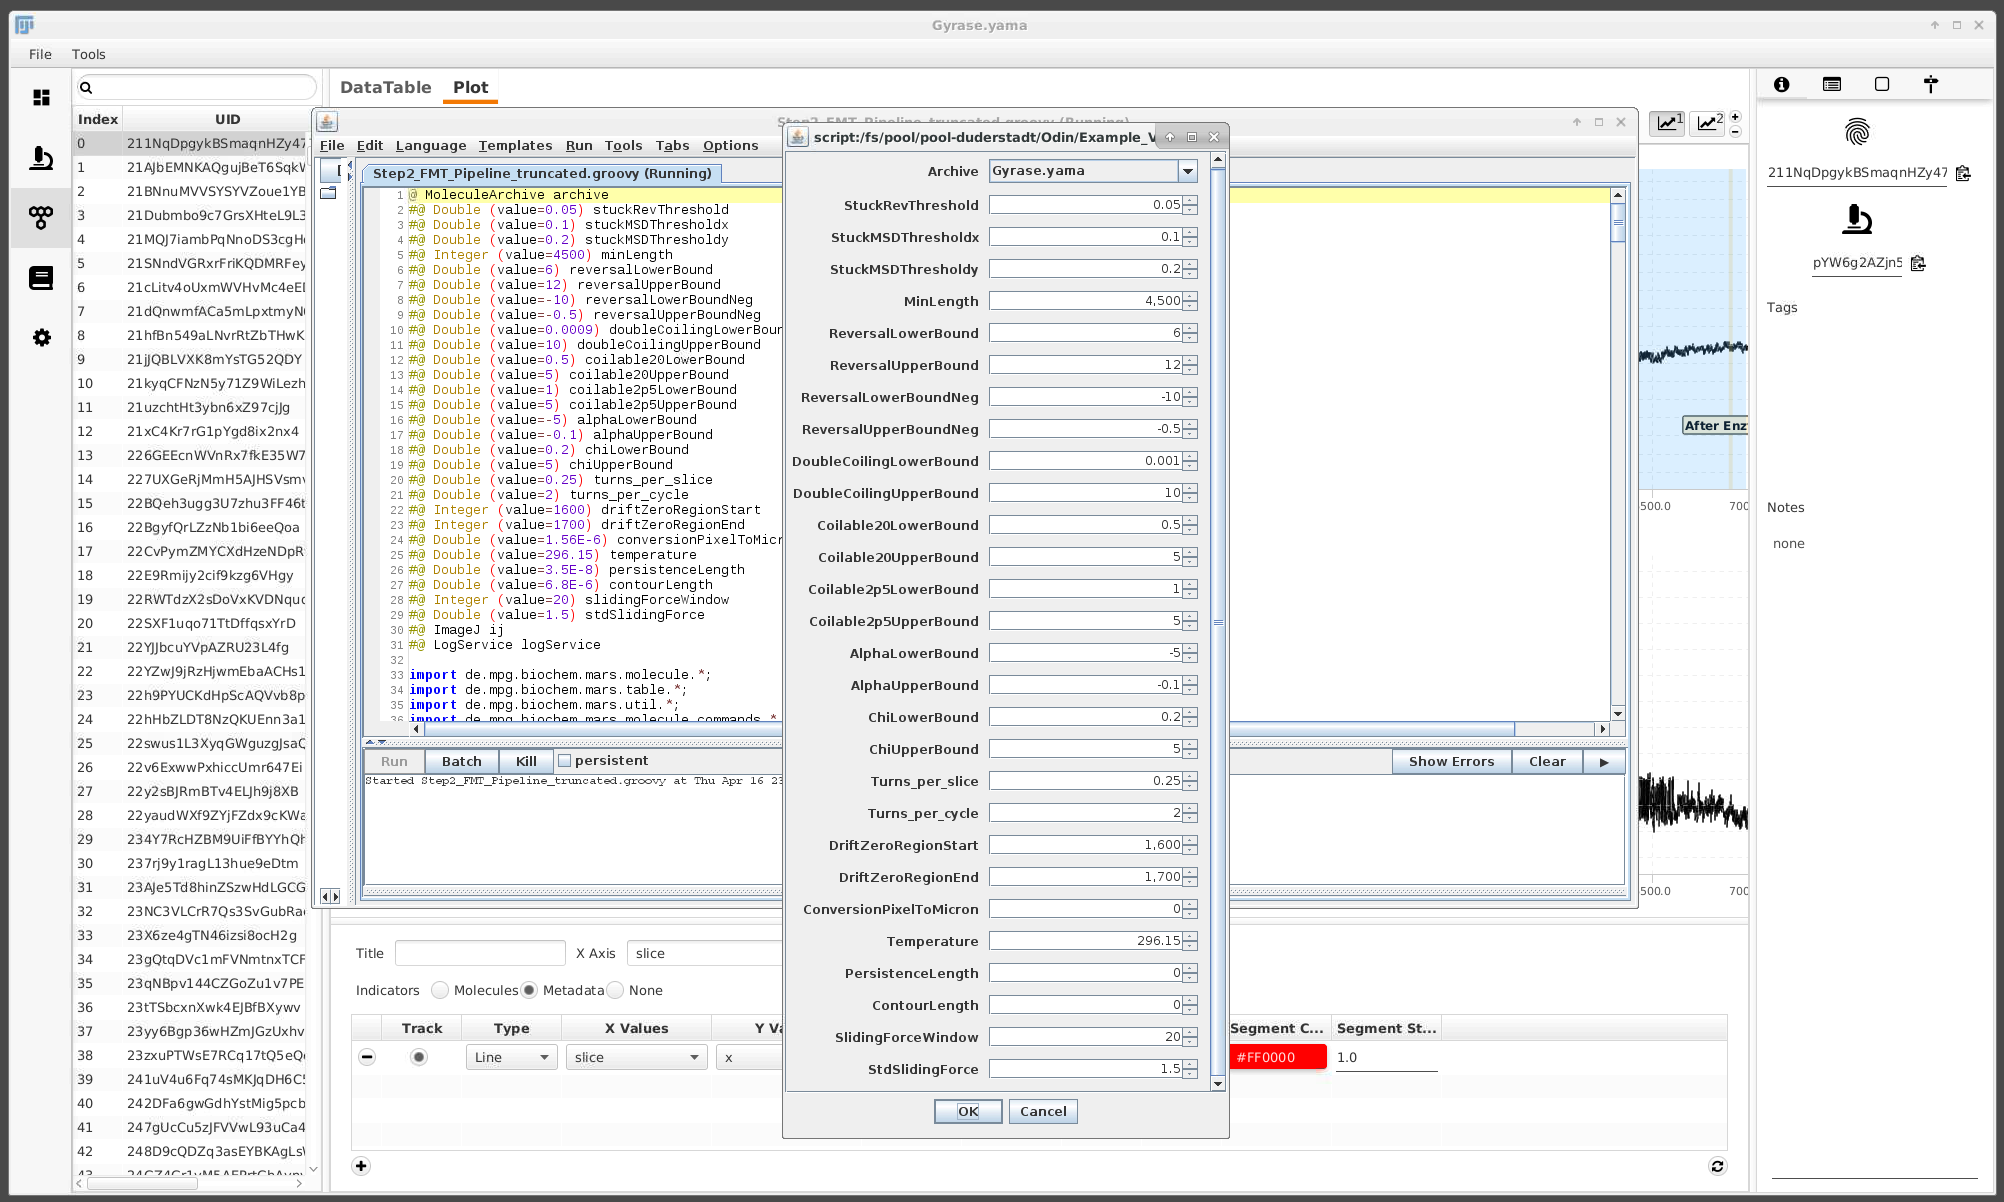 Gyrase.yama
File Tools
DataTable Plot
Index UID
0 211NqDpgykBSmaqnHZy47
1 21AJbEMNKAQgujBeT6SqkV
2 21BNnuMVVSYSYVZoue1YB
3 21Dubmbo9c7GrsXHteL9L3
4 21MQJ7iambPqNnoDS3cgH
5 21SNndVGRxrFriKQDMRFey
6 21cLitv4oUxmWVHvMc4eE
7 21dQnwmfACa5mLpxtmyN
8 21hfBn549aLNvrRtZbTHwK
9 21jJQBLVXK8mYsTG52QDY
10 21kyqCFNzN5y71Z9WiLezh
11 21uzchtHt3ybn6xZ97cjJg
12 21xC4Kr7rG1pYgd8ix2nx4
13 226GEEcnWVnRx7fkE35W7
14 227UXGeRjMmH5AJHSVsmv
15 22BQeh3ugg3U7zhu3FF46t
16 22BgyfQrLZzNb1bi6eeQoa
17 22CvPymZMYCXdHzeNDpR
18 22E9Rmijy2cif9kzg6VHgy
19 22RWTdzX2sDoVxKVDNquc
20 22SXF1uqo71TtDffqsxYrD
21 22YJJbcuYVpAZRU23L4fg
22 22YZwJ9jRzHjwmEbaACHs1
23 22h9PYUCKdHpScAQVvb8p
24 22hHbZLDT8NzQKUEnn3a1
25 22swus1L3XyqGWguzgJsaQ
26 22v6ExwwPxhiccUmr647Ei
27 22y2sBJRmBTv4ELJh9j8XB
28 22yaudWXf9ZYjFZdx9cKWa
29 234Y7RcHZBM9UiFfBYYhQh
30 237rj9y1ragL13hue9eDtm
31 23AJe5Td8hinZSzwHdLGCG
32 23NC3VLCrR7Qs3SvGubRa
33 23X6ze4gTN46izsi8ocH2g
34 23gQtqDVc1mFVNmtnxTCF
35 23qNBpv144CZGoZu1v7PE
36 23tTSbcxnXwk4EJBfBXywv
37 23yy6Bgp36wHZmJGzUxhv
38 23zxuPTWsE7RCq17tQ5eQ
39 241uV4u6Fq74sMKJqDH6C
40 242DFa6gwGdhYstMig5pcb
41 247gUcCu5zJFVVwL93uCa4
42 248D9cQDZq3asEYBKAgLs
43
File Edit Language Templates Run Tools Tabs Options
Step2_FMT_Pipeline_truncated.groovy (Running)
1 @ MoleculeArchive archive
2 #@ Double (value=0.05) stuckRevThreshold
3 #@ Double (value=0.1) stuckMSDThresholdx
4 #@ Double (value=0.2) stuckMSDThresholdy
5 #@ Integer (value=4500) minLength
6 #@ Double (value=6) reversalLowerBound
7 #@ Double (value=12) reversalUpperBound
8 #@ Double (value=-10) reversalLowerBoundNeg
9 #@ Double (value=-0.5) reversalUpperBoundNeg
10 #@ Double (value=0.0009) doubleCoilingLowerBoun
11 #@ Double (value=10) doubleCoilingUpperBound
12 #@ Double (value=0.5) coilable20LowerBound
13 #@ Double (value=5) coilable20UpperBound
14 #@ Double (value=1) coilable2p5LowerBound
15 #@ Double (value=5) coilable2p5UpperBound
16 #@ Double (value=-5) alphaLowerBound
17 #@ Double (value=-0.1) alphaUpperBound
18 #@ Double (value=0.2) chiLowerBound
19 #@ Double (value=5) chiUpperBound
20 #@ Double (value=0.25) turns_per_slice
21 #@ Double (value=2) turns_per_cycle
22 #@ Integer (value=1600) driftZeroRegionStart
23 #@ Integer (value=1700) driftZeroRegionEnd
24 #@ Double (value=1.56E-6) conversionPixelToMicr
25 #@ Double (value=296.15) temperature
26 #@ Double (value=3.5E-8) persistenceLength
27 #@ Double (value=6.8E-6) contourLength
28 #@ Integer (value=20) slidingForceWindow
29 #@ Double (value=1.5) stdSlidingForce
30 #@ ImageJ ij
31 #@ LogService logService
32
33 import de.mpg.biochem.mars.molecule.*;
34 import de.mpg.biochem.mars.table.*;
35 import de.mpg.biochem.mars.util.*;
36 import de.mpg.biochem.mars.molecule.commands.*
Run Batch Kill persistent Show Errors Clear
Started Step2_FMT_Pipeline_truncated.groovy at Thu Apr 16 23
script:/fs/pool/pool-duderstadt/Odin/Example_V
Archive Gyrase.yama
StuckRevThreshold 0.05
StuckMSDThresholdx 0.1
StuckMSDThresholdy 0.2
MinLength 4,500
ReversalLowerBound 6
ReversalUpperBound 12
ReversalLowerBoundNeg -10
ReversalUpperBoundNeg -0.5
DoubleCoilingLowerBound 0.001
DoubleCoilingUpperBound 10
Coilable20LowerBound 0.5
Coilable20UpperBound 5
Coilable2p5LowerBound 1
Coilable2p5UpperBound 5
AlphaLowerBound -5
AlphaUpperBound -0.1
ChiLowerBound 0.2
ChiUpperBound 5
Turns_per_slice 0.25
Turns_per_cycle 2
DriftZeroRegionStart 1,600
DriftZeroRegionEnd 1,700
ConversionPixelToMicron 0
Temperature 296.15
PersistenceLength 0
ContourLength 0
SlidingForceWindow 20
StdSlidingForce 1.5
OK Cancel
1 2
After Enz
500.0 700
500.0 700
Title X Axis slice
Indicators Molecules Metadata None
Track Type X Values Y Va Segment C... Segment St...
Line slice x #FF0000 1.0
211NqDpgykBSmaqnHZy47
pYW6g2AZjn5
Tags
Notes
none